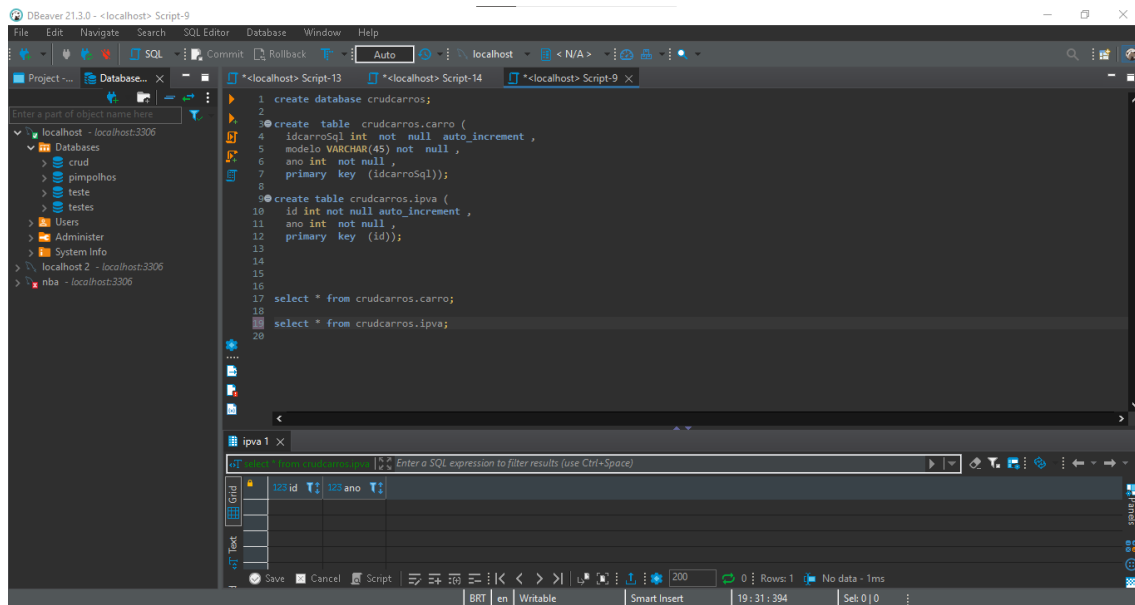 DBeaver 21.3.0 - <localhost> Script-9
File Edit Navigate Search SQL Editor Database Window Help
SQL Commit Rollback Auto localhost < N/A >
Project -... Database...
*<localhost> Script-13 *<localhost> Script-14 *<localhost> Script-9
Enter a part of object name here
localhost - localhost:3306
Databases
crud
pimpolhos
teste
testes
Users
Administer
System Info
localhost 2 - localhost:3306
nba - localhost:3306
1 create database crudcarros;
2
3 create table crudcarros.carro (
4 idcarroSql int not null auto_increment ,
5 modelo VARCHAR(45) not null ,
6 ano int not null ,
7 primary key (idcarroSql));
8
9 create table crudcarros.ipva (
10 id int not null auto_increment ,
11 ano int not null ,
12 primary key (id));
13
14
15
16
17 select * from crudcarros.carro;
18
19 select * from crudcarros.ipva;
20
ipva 1
select * from crudcarros.ipva Enter a SQL expression to filter results (use Ctrl+Space)
Grid
Text
123 id 123 ano
Panels
Save Cancel Script 200 0 Rows: 1 No data - 1ms
BRT en Writable Smart Insert 19 : 31 : 394 Sel: 0 | 0